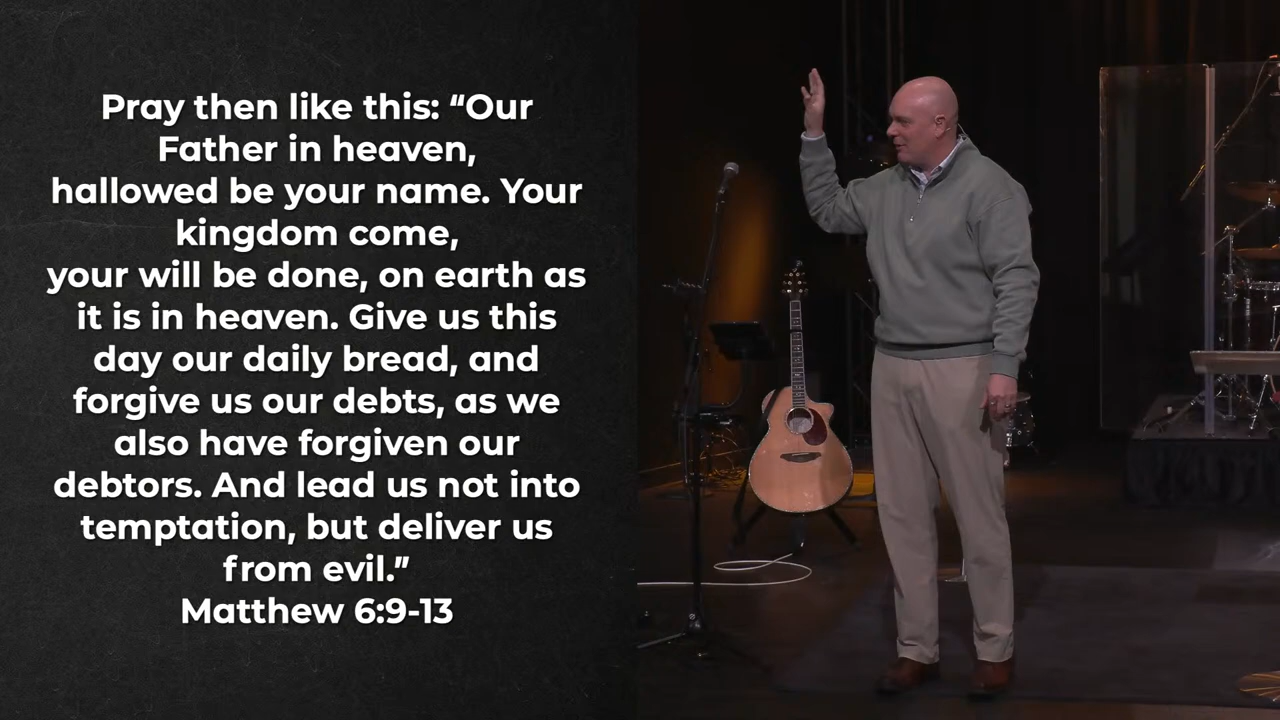 Pray then like this: “Our
Father in heaven,
hallowed be your name. Your
kingdom come,
your will be done, on earth as
it is in heaven. Give us this
day our daily bread, and
forgive us our debts, as we
also have forgiven our
debtors. And lead us not into
temptation, but deliver us
from evil.”
Matthew 6:9-13